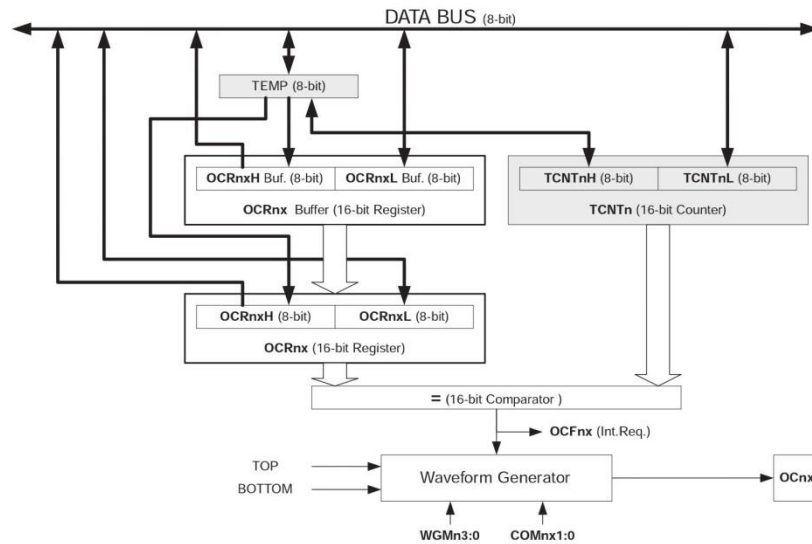 DATA BUS (8-bit)
TEMP (8-bit)
OCRnxH Buf. (8-bit) OCRnxL Buf. (8-bit)
OCRnx Buffer (16-bit Register)
TCNTnH (8-bit) TCNTnL (8-bit)
TCNTn (16-bit Counter)
OCRnxH (8-bit) OCRnxL (8-bit)
OCRnx (16-bit Register)
= (16-bit Comparator )
OCFnx (Int.Req.)
TOP
BOTTOM
Waveform Generator
OCnx
WGMn3:0 COMnx1:0